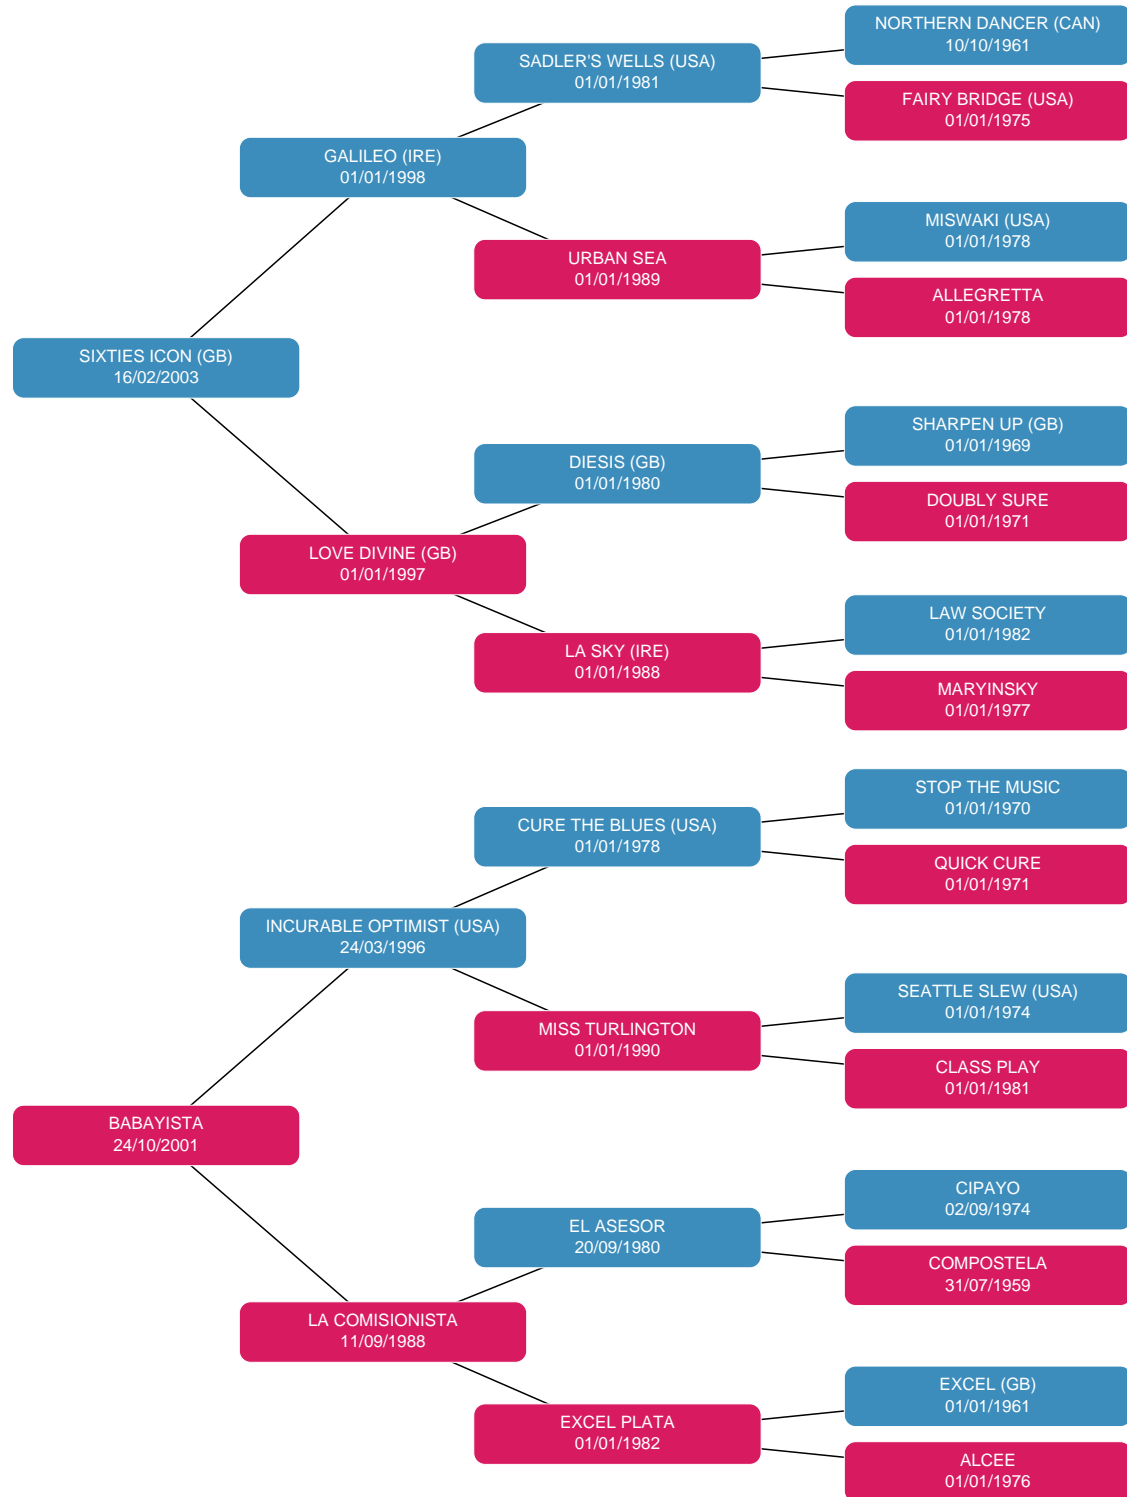 NORTHERN DANCER (CAN)
10/10/1961
SADLER'S WELLS (USA)
01/01/1981
FAIRY BRIDGE (USA)
01/01/1975
GALILEO (IRE)
01/01/1998
MISWAKI (USA)
01/01/1978
URBAN SEA
01/01/1989
ALLEGRETTA
01/01/1978
SIXTIES ICON (GB)
16/02/2003
SHARPEN UP (GB)
01/01/1969
DIESIS (GB)
01/01/1980
DOUBLY SURE
01/01/1971
LOVE DIVINE (GB)
01/01/1997
LAW SOCIETY
01/01/1982
LA SKY (IRE)
01/01/1988
MARYINSKY
01/01/1977
STOP THE MUSIC
01/01/1970
CURE THE BLUES (USA)
01/01/1978
QUICK CURE
01/01/1971
INCURABLE OPTIMIST (USA)
24/03/1996
SEATTLE SLEW (USA)
01/01/1974
MISS TURLINGTON
01/01/1990
CLASS PLAY
01/01/1981
BABAYISTA
24/10/2001
CIPAYO
02/09/1974
EL ASESOR
20/09/1980
COMPOSTELA
31/07/1959
LA COMISIONISTA
11/09/1988
EXCEL (GB)
01/01/1961
EXCEL PLATA
01/01/1982
ALCEE
01/01/1976